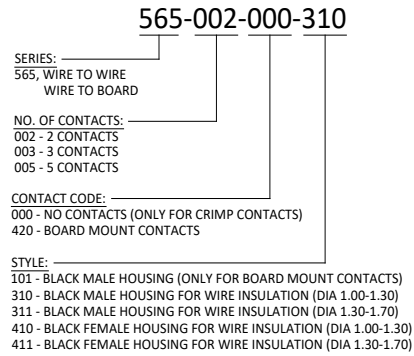 565-002-000-310
SERIES:
565, WIRE TO WIRE
WIRE TO BOARD
NO. OF CONTACTS:
002 - 2 CONTACTS
003 - 3 CONTACTS
005 - 5 CONTACTS
CONTACT CODE:
000 - NO CONTACTS (ONLY FOR CRIMP CONTACTS)
420 - BOARD MOUNT CONTACTS
STYLE:
101 - BLACK MALE HOUSING (ONLY FOR BOARD MOUNT CONTACTS)
310 - BLACK MALE HOUSING FOR WIRE INSULATION (DIA 1.00-1.30)
311 - BLACK MALE HOUSING FOR WIRE INSULATION (DIA 1.30-1.70)
410 - BLACK FEMALE HOUSING FOR WIRE INSULATION (DIA 1.00-1.30)
411 - BLACK FEMALE HOUSING FOR WIRE INSULATION (DIA 1.30-1.70)